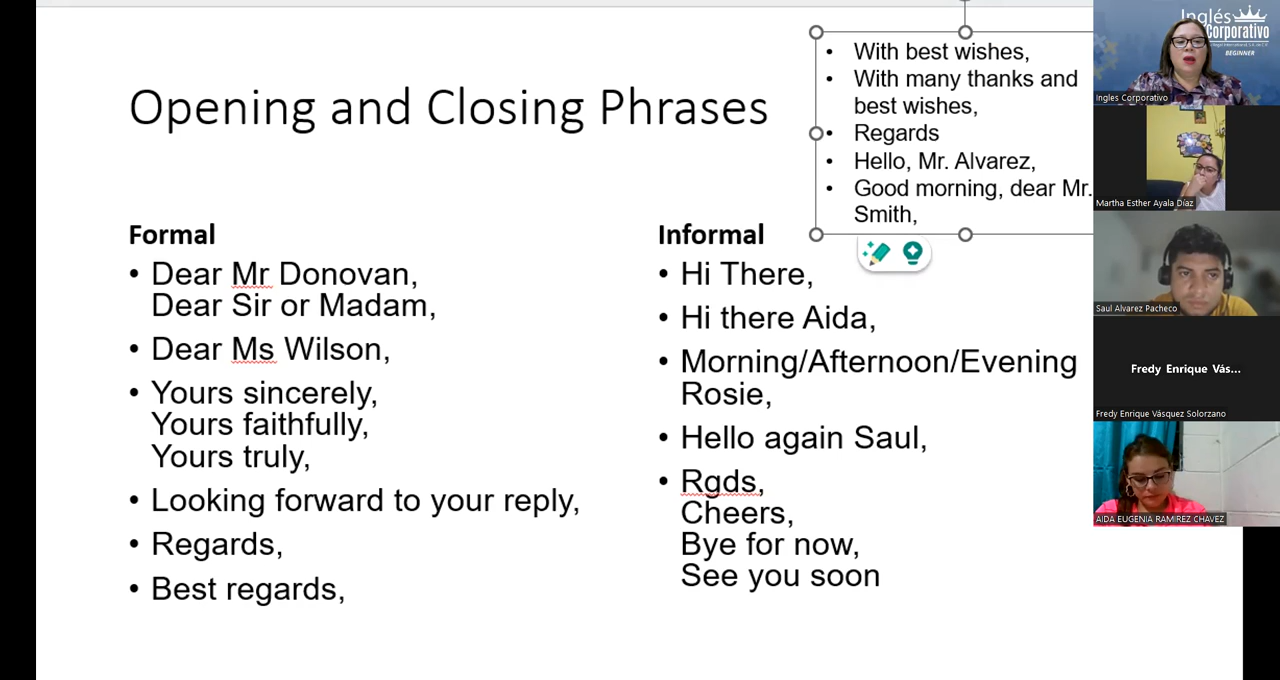 Opening and Closing Phrases
• With best wishes,
• With many thanks and
best wishes,
• Regards
• Hello, Mr. Alvarez,
• Good morning, dear Mr.
Smith,
Formal
• Dear Mr Donovan,
Dear Sir or Madam,
• Dear Ms Wilson,
• Yours sincerely,
Yours faithfully,
Yours truly,
• Looking forward to your reply,
• Regards,
• Best regards,
Informal
• Hi There,
• Hi there Aida,
• Morning/Afternoon/Evening
Rosie,
• Hello again Saul,
• Rgds,
Cheers,
Bye for now,
See you soon
Inglés
Corporativo
BEGINNER
Ingles Corporativo
Martha Esther Ayala Díaz
Saul Alvarez Pacheco
Fredy Enrique Vás...
Fredy Enrique Vásquez Solorzano
AIDA EUGENIA RAMIREZ CHAVEZ